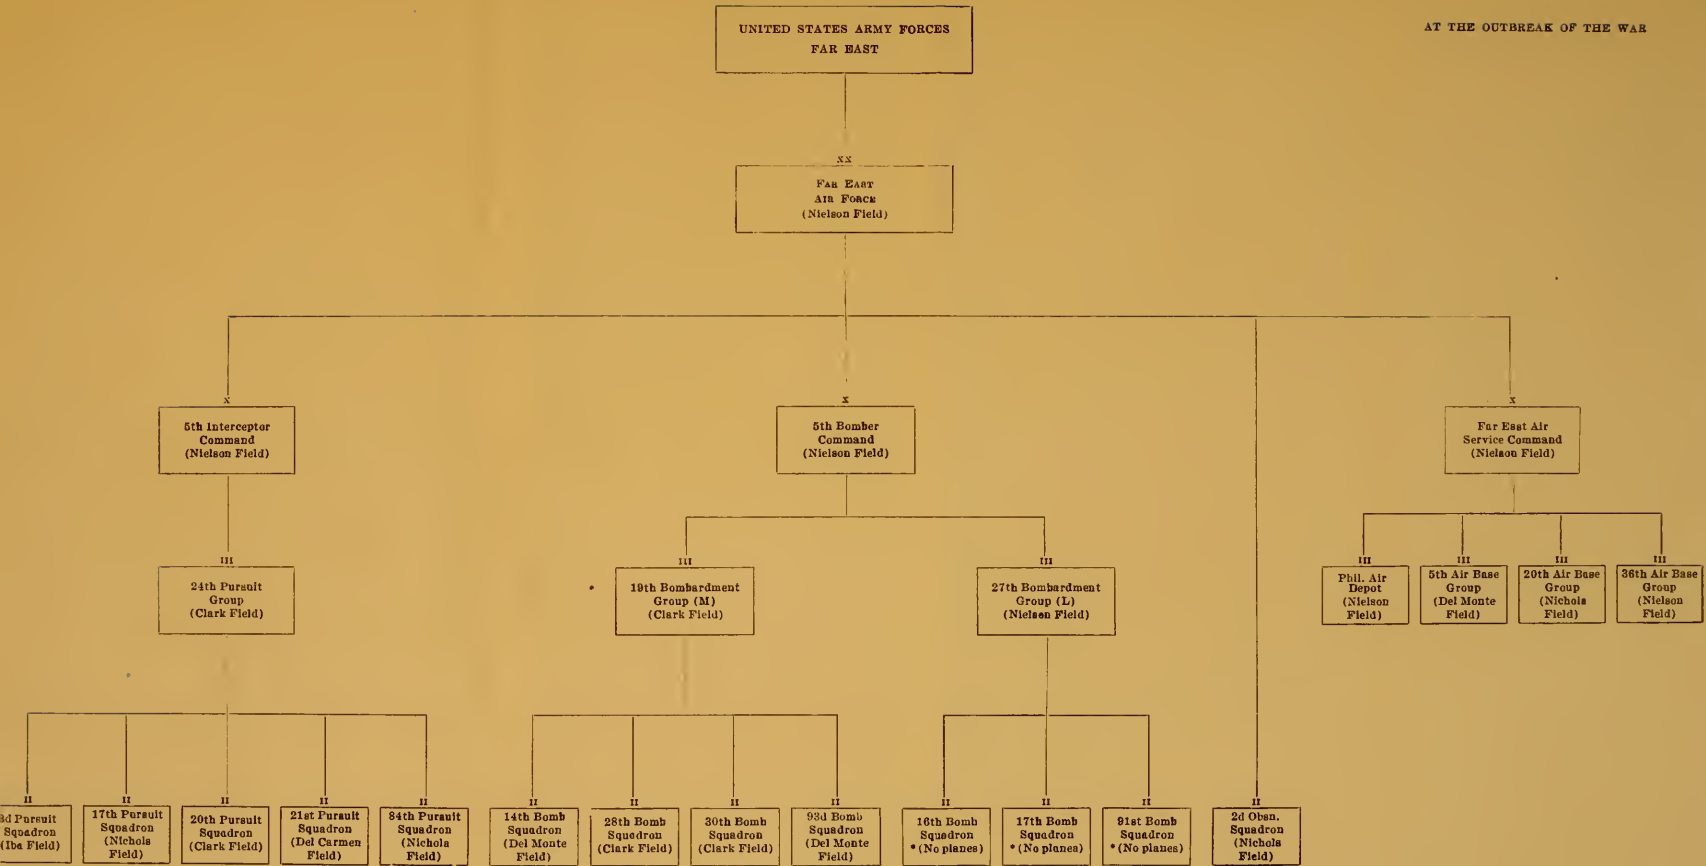 UNITED STATES ARMY FORCES
FAR EAST
AT THE OUTBREAK OF THE WAR
XX
FAR EAST
AIR FORCE
(Nielson Field)
X
5th Interceptor
Command
(Nielson Field)
X
5th Bomber
Command
(Nielson Field)
X
Far East Air
Service Command
(Nielson Field)
III
24th Pursuit
Group
(Clark Field)
III
19th Bombardment
Group (M)
(Clark Field)
III
27th Bombardment
Group (L)
(Nielson Field)
III
Phil. Air
Depot
(Nielson
Field)
III
5th Air Base
Group
(Del Monte
Field)
III
20th Air Base
Group
(Nichols
Field)
III
36th Air Base
Group
(Nielson
Field)
II
3d Pursuit
Squadron
(Iba Field)
II
17th Pursuit
Squadron
(Nichols
Field)
II
20th Pursuit
Squadron
(Clark Field)
II
21st Pursuit
Squadron
(Del Carmen
Field)
II
34th Pursuit
Squadron
(Nichols
Field)
II
14th Bomb
Squadron
(Del Monte
Field)
II
28th Bomb
Squadron
(Clark Field)
II
30th Bomb
Squadron
(Clark Field)
II
93d Bomb
Squadron
(Del Monte
Field)
II
16th Bomb
Squadron
*(No planes)
II
17th Bomb
Squadron
*(No planes)
II
91st Bomb
Squadron
*(No planes)
II
2d Obsn.
Squadron
(Nichols
Field)